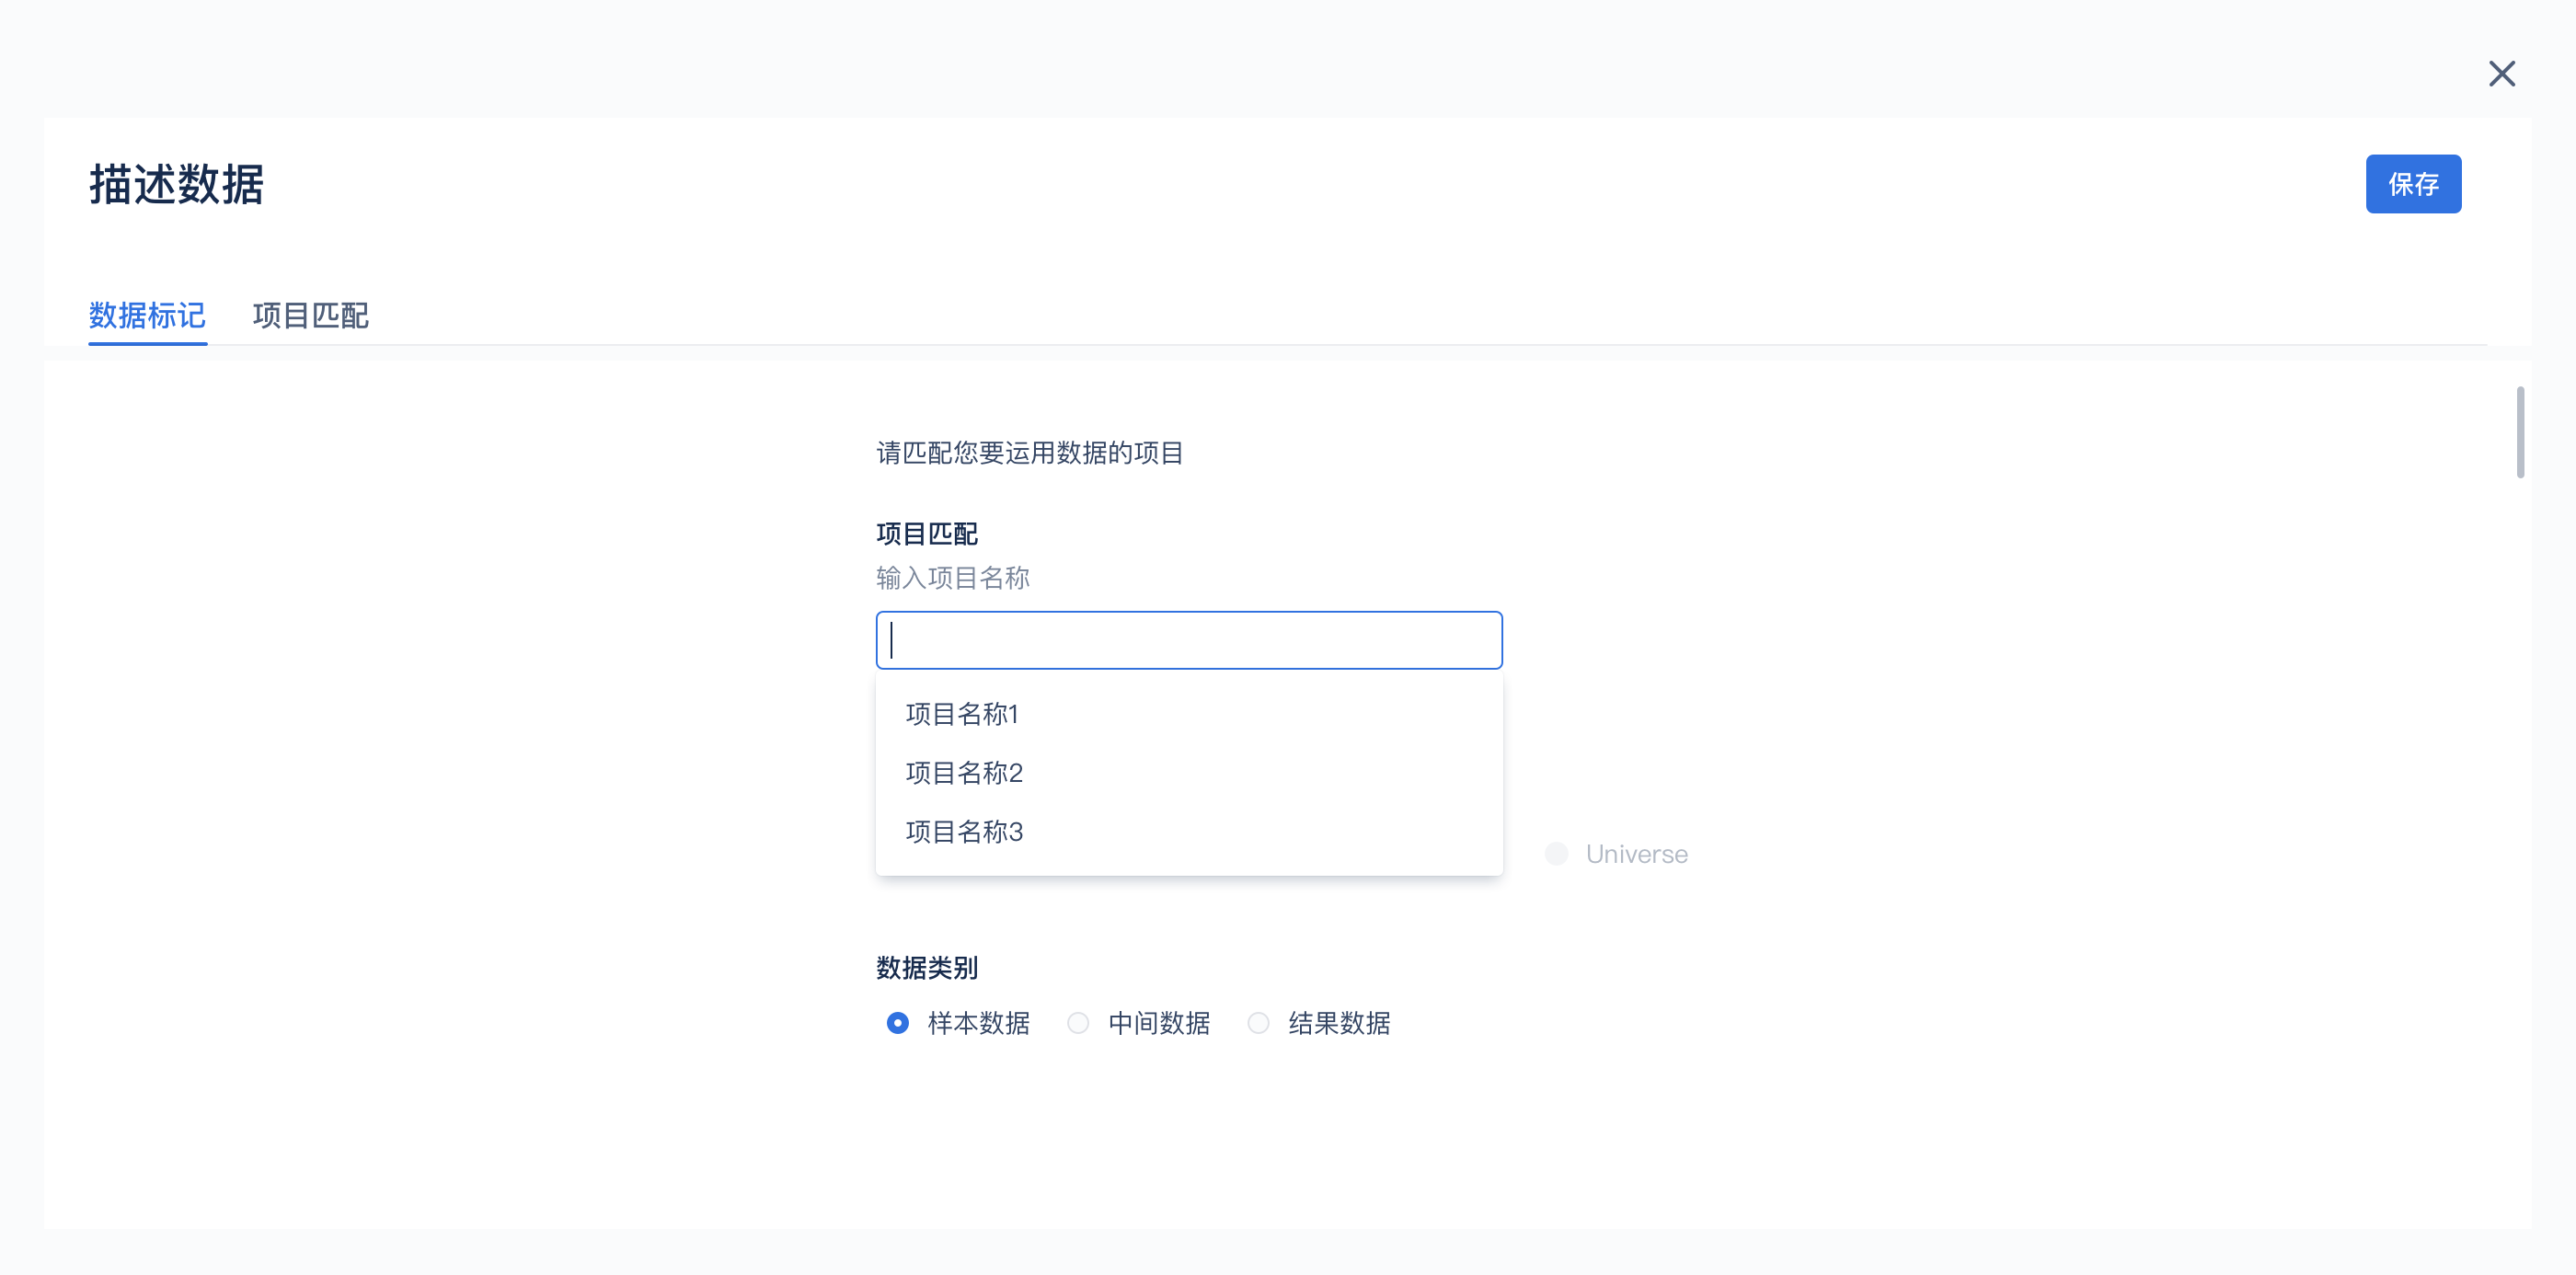 描述数据
保存
数据标记 项目匹配
请匹配您要运用数据的项目
项目匹配
输入项目名称
项目名称1
项目名称2
项目名称3
Universe
数据类别
样本数据 中间数据 结果数据